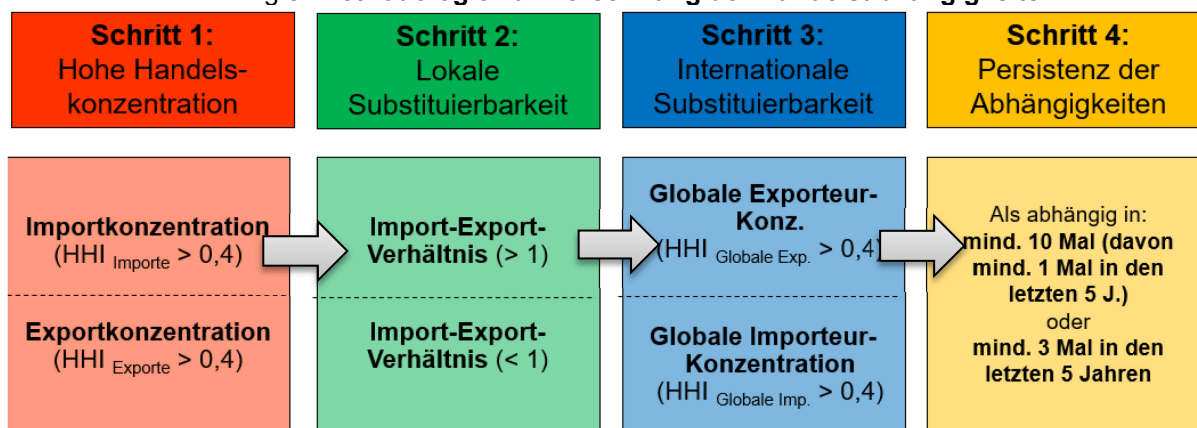 Schritt 1:
Hohe Handels-
konzentration
Schritt 2:
Lokale
Substituierbarkeit
Schritt 3:
Internationale
Substituierbarkeit
Schritt 4:
Persistenz der
Abhängigkeiten
Importkonzentration
(HHI Importe > 0,4)
Exportkonzentration
(HHI Exporte > 0,4)
Import-Export-
Verhältnis (> 1)
Import-Export-
Verhältnis (< 1)
Globale Exporteur-
Konz.
(HHI Globale Exp. > 0,4)
Globale Importeur-
Konzentration
(HHI Globale Imp. > 0,4)
Als abhängig in:
mind. 10 Mal (davon
mind. 1 Mal in den
letzten 5 J.)
oder
mind. 3 Mal in den
letzten 5 Jahren